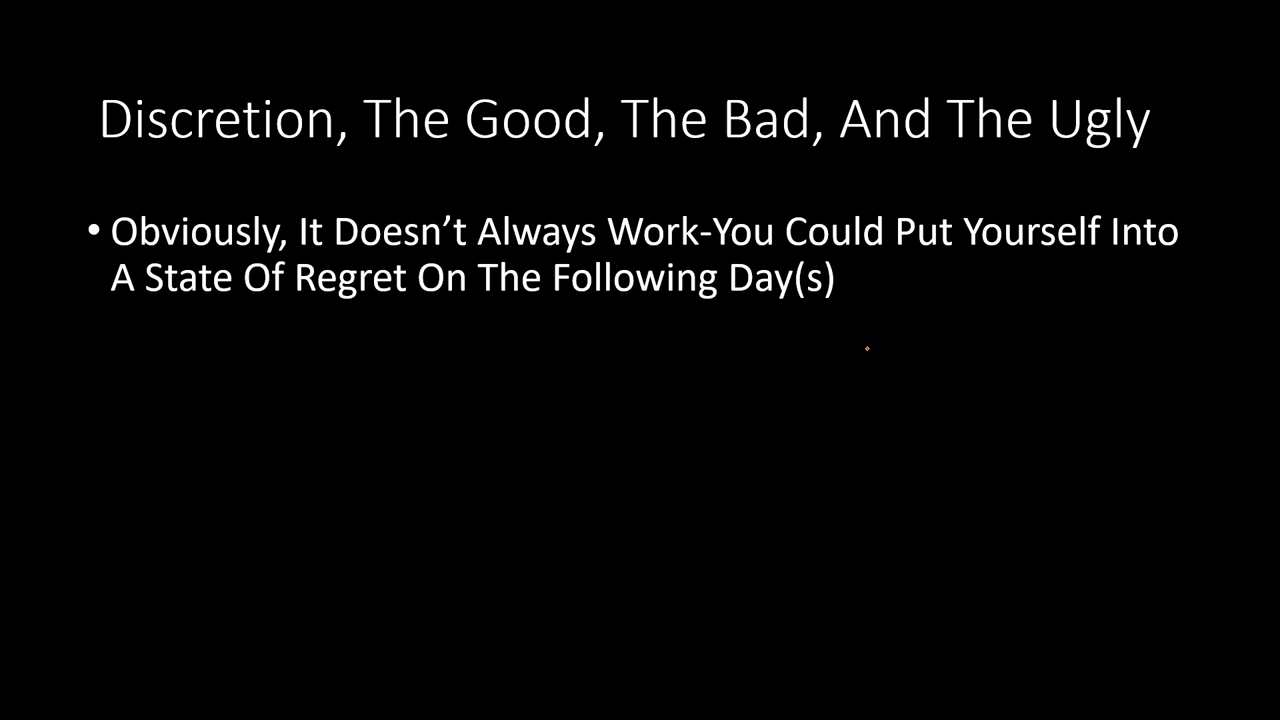 Discretion, The Good, The Bad, And The Ugly
• Obviously, It Doesn’t Always Work-You Could Put Yourself Into
A State Of Regret On The Following Day(s)